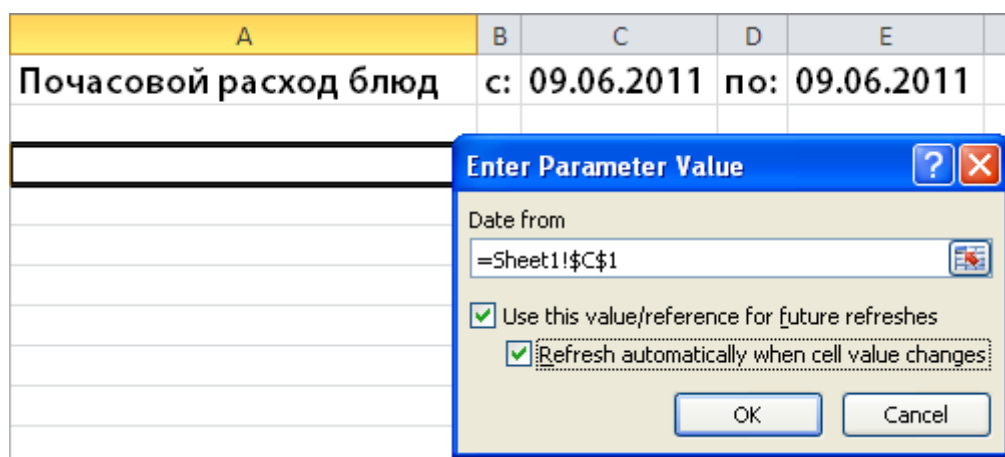 A B C D E
Почасовой расход блюд с: 09.06.2011 по: 09.06.2011
Enter Parameter Value
Date from
=Sheet1!$C$1
Use this value/reference for future refreshes
Refresh automatically when cell value changes
OK Cancel